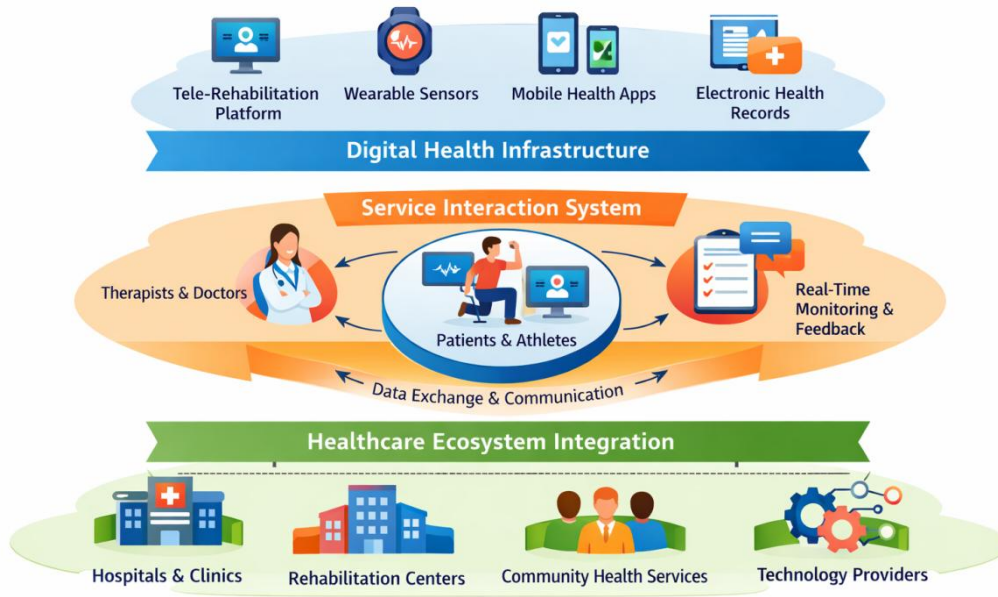 Tele-Rehabilitation
Platform
Wearable Sensors
Mobile Health Apps
Electronic Health
Records
Digital Health Infrastructure
Service Interaction System
Therapists & Doctors
Patients & Athletes
Real-Time
Monitoring &
Feedback
Data Exchange & Communication
Healthcare Ecosystem Integration
Hospitals & Clinics
Rehabilitation Centers
Community Health Services
Technology Providers